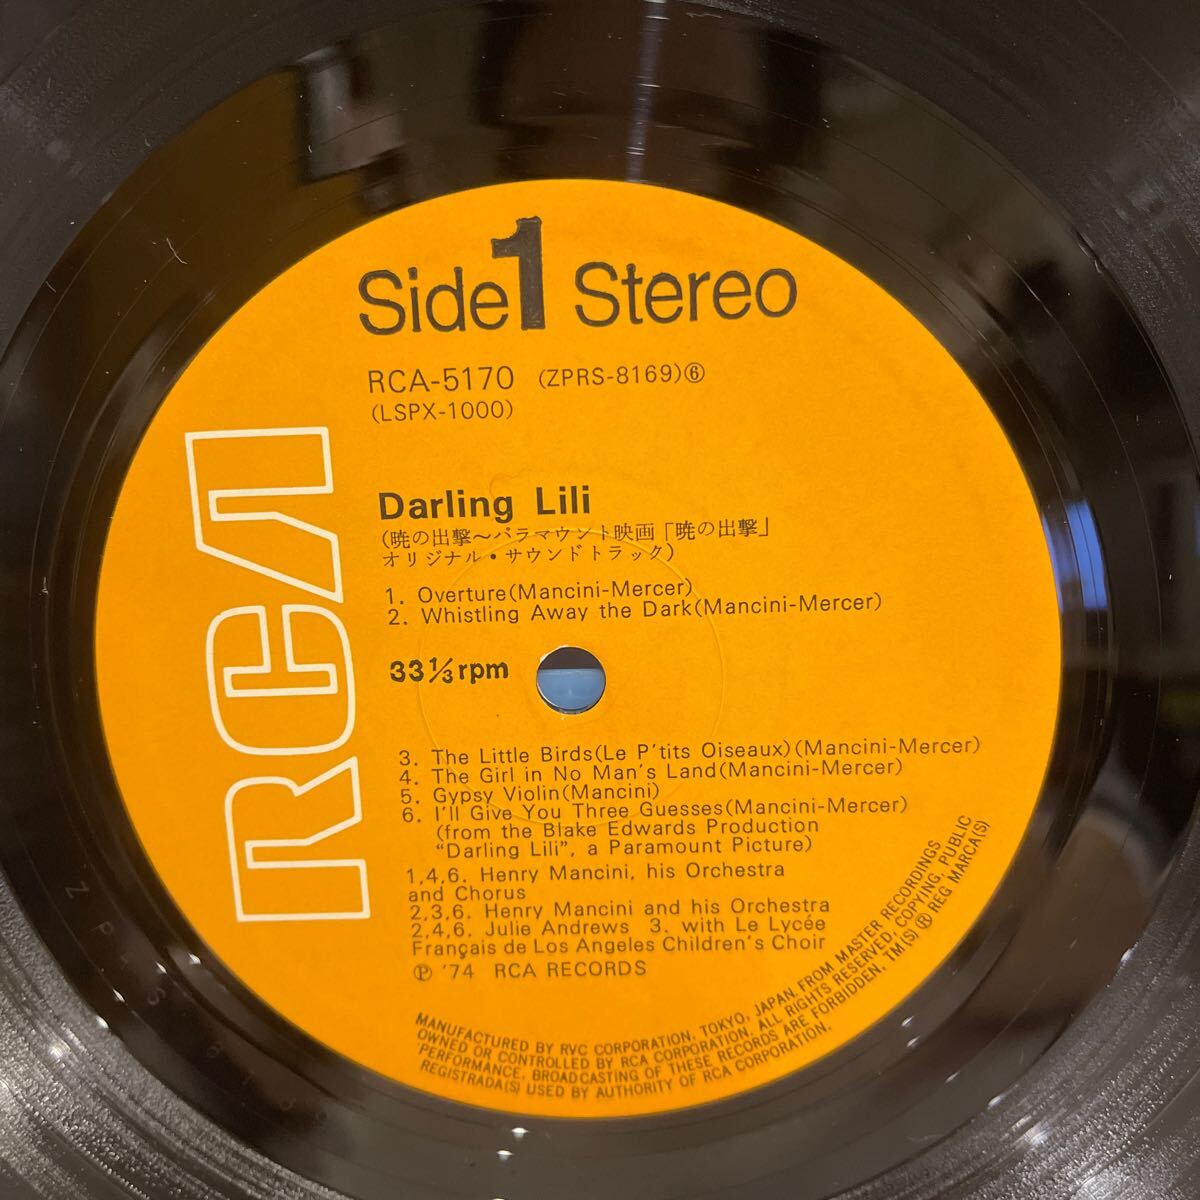 Side 1 Stereo
RCA-5170 (ZPRS-8169)⑥
(LSPX-1000)
RCA
Darling Lili
(暁の出撃～パラマウント映画「暁の出撃」
オリジナル・サウンドトラック)
1. Overture(Mancini-Mercer)
2. Whistling Away the Dark(Mancini-Mercer)
33⅓rpm
3. The Little Birds(Le P'tits Oiseaux)(Mancini-Mercer)
4. The Girl in No Man's Land(Mancini-Mercer)
5. Gypsy Violin(Mancini)
6. I'll Give You Three Guesses(Mancini-Mercer)
(from the Blake Edwards Production
“Darling Lili”, a Paramount Picture)
1,4,6. Henry Mancini, his Orchestra
and Chorus
2,3,6. Henry Mancini and his Orchestra
2,4,6. Julie Andrews 3. with Le Lycée
Français de Los Angeles Children's Choir
℗ '74 RCA RECORDS
MANUFACTURED BY RVC CORPORATION, TOKYO, JAPAN, FROM MASTER RECORDINGS
OWNED OR CONTROLLED BY RCA CORPORATION. ALL RIGHTS RESERVED, COPYING, PUBLIC
PERFORMANCE, BROADCASTING OF THESE RECORDS ARE FORBIDDEN, TM(S) ® REG MARCA(S)
REGISTRADA(S) USED BY AUTHORITY OF RCA CORPORATION.